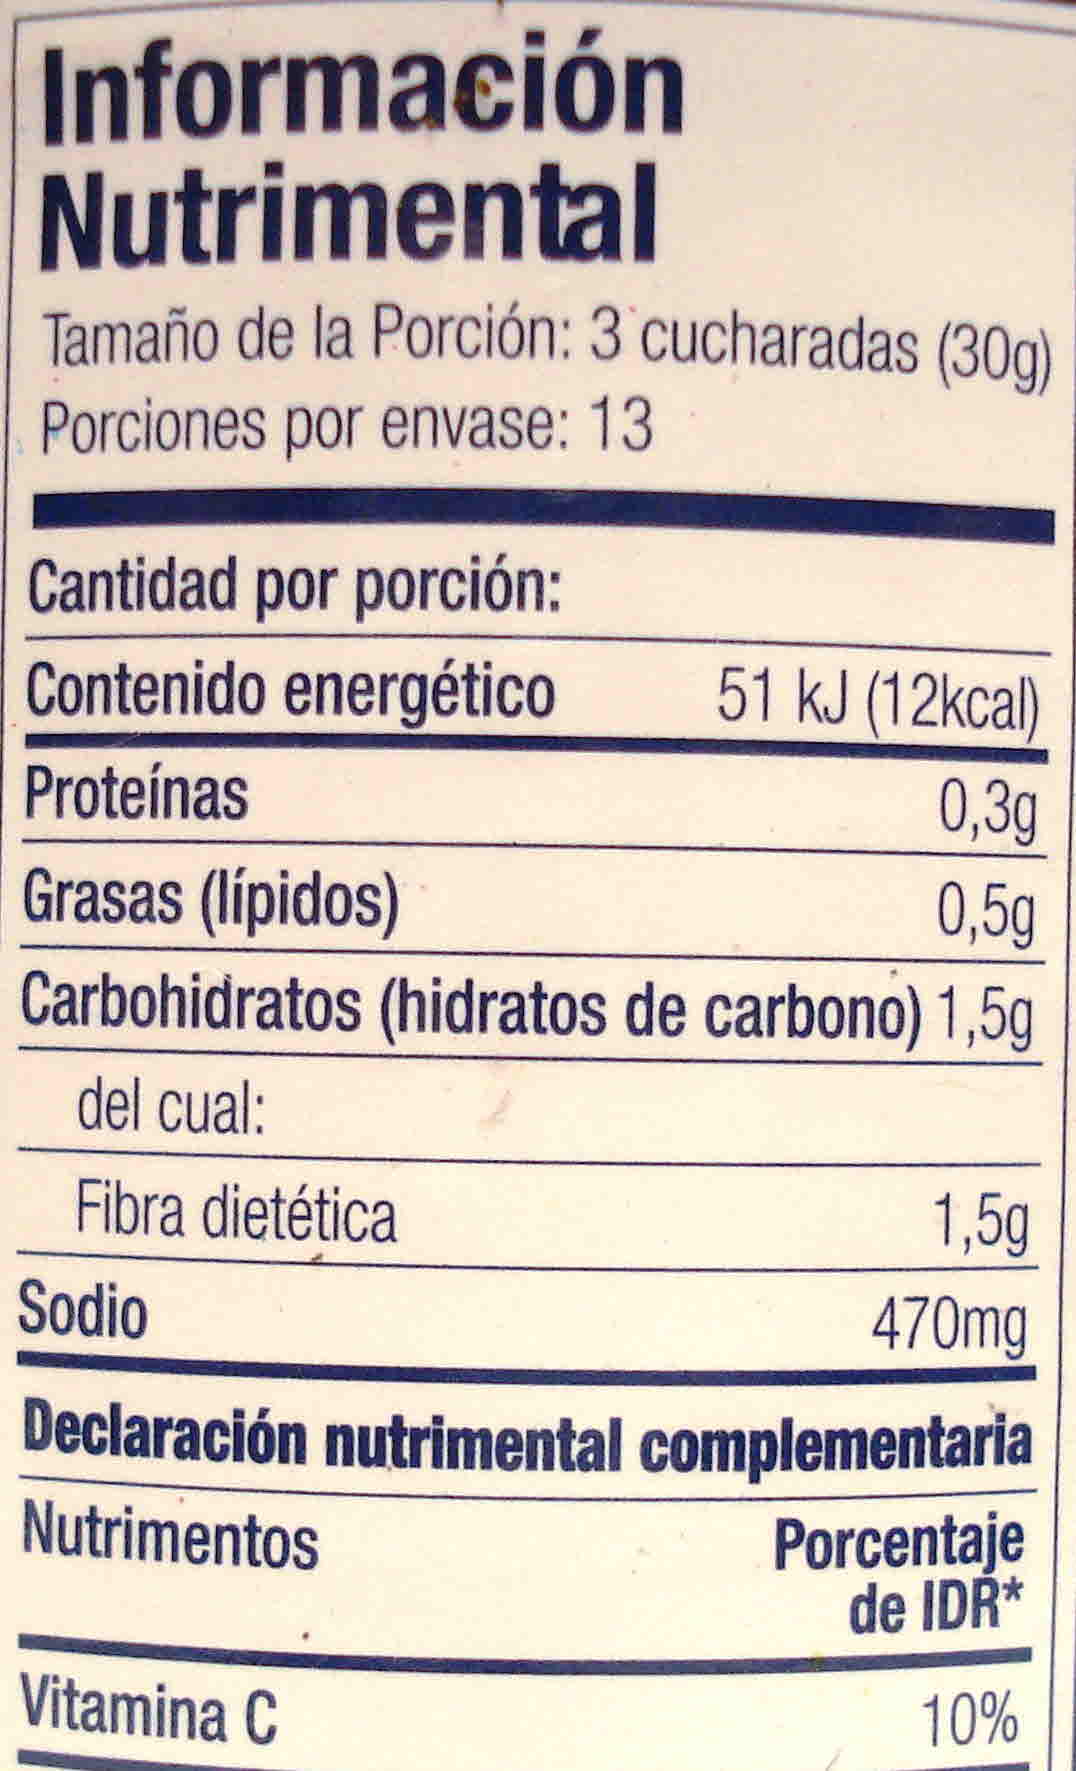 Información
Nutrimental
Tamaño de la Porción: 3 cucharadas (30g)
Porciones por envase: 13
Cantidad por porción:
Contenido energético 51 kJ (12kcal)
Proteínas 0,3g
Grasas (lípidos) 0,5g
Carbohidratos (hidratos de carbono) 1,5g
del cual:
Fibra dietética 1,5g
Sodio 470mg
Declaración nutrimental complementaria
Nutrimentos Porcentaje
de IDR*
Vitamina C 10%